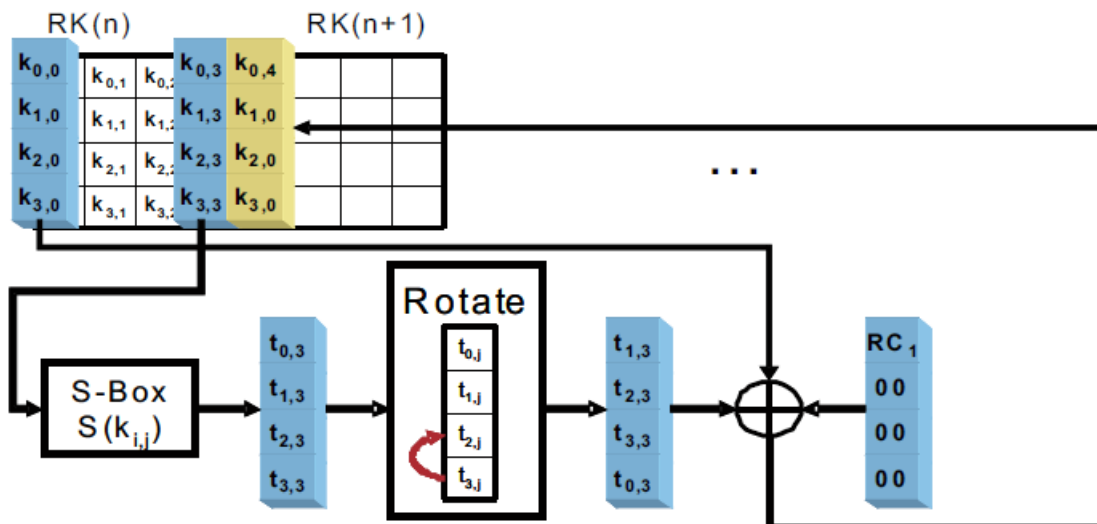 RK(n) RK(n+1)
k0,0 k0,1 k0,2 k0,3 k0,4
k1,0 k1,1 k1,2 k1,3 k1,0
k2,0 k2,1 k2,2 k2,3 k2,0
k3,0 k3,1 k3,2 k3,3 k3,0
...
Rotate
S-Box
S(ki,j)
t0,3
t1,3
t2,3
t3,3
t0,j
t1,j
t2,j
t3,j
t1,3
t2,3
t3,3
t0,3
RC1
00
00
00